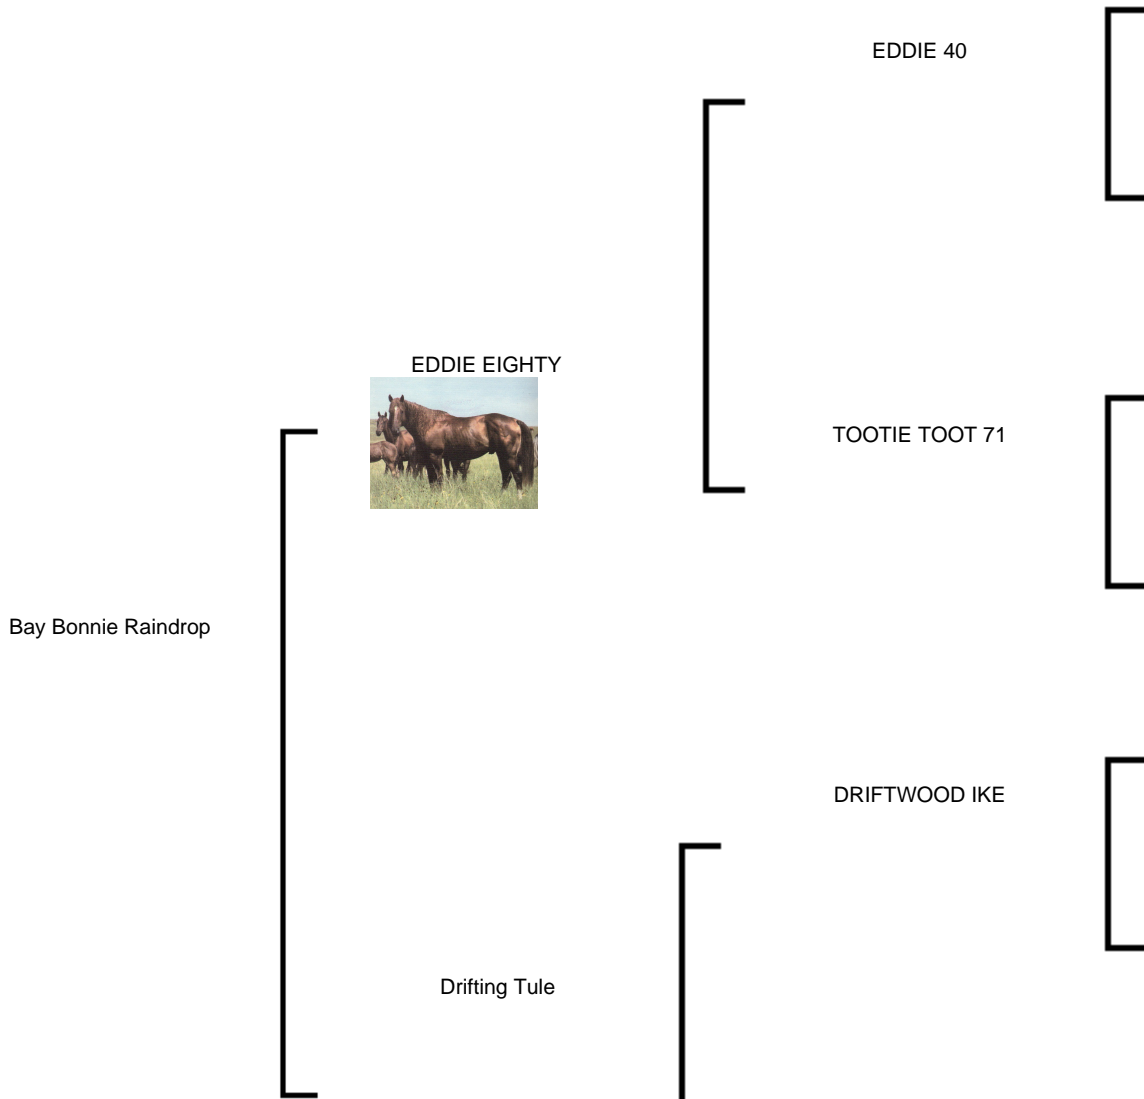 EDDIE 40
EDDIE EIGHTY
TOOTIE TOOT 71
Bay Bonnie Raindrop
DRIFTWOOD IKE
Drifting Tule